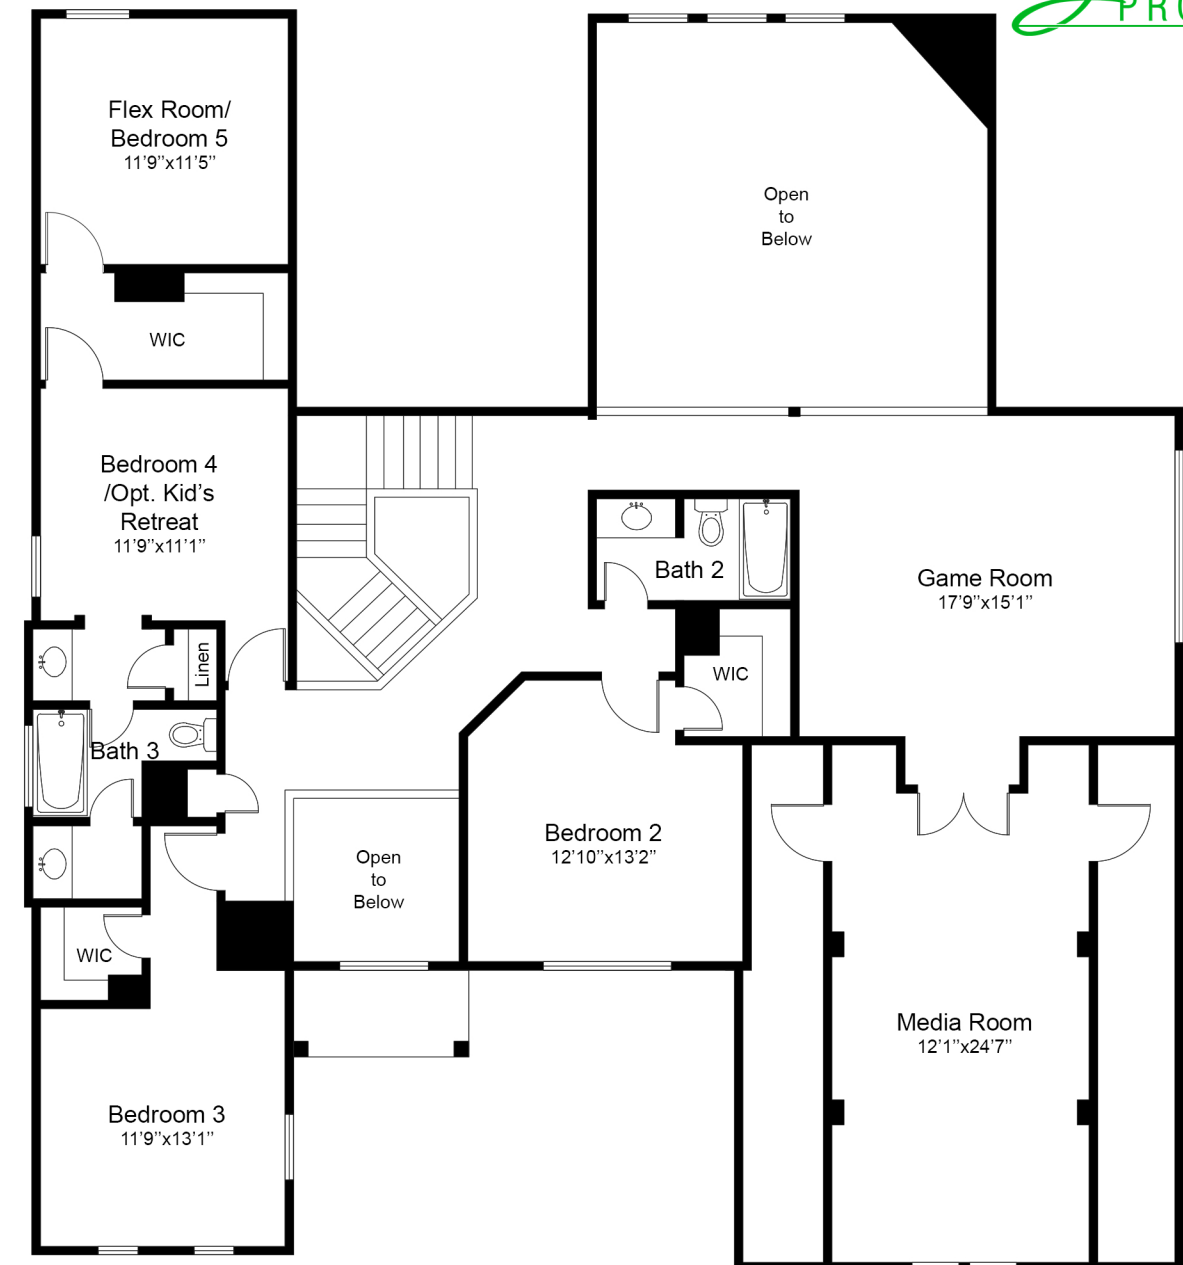 Flex Room/
Bedroom 5
11’9”x11’5”
Open
to
Below
WIC
Bedroom 4
/Opt. Kid’s
Retreat
11’9”x11’1”
Bath 2
Game Room
17’9”x15’1”
Linen
WIC
Bath 3
Bedroom 2
12’10”x13’2”
Open
to
Below
WIC
Media Room
12’1”x24’7”
Bedroom 3
11’9”x13’1”